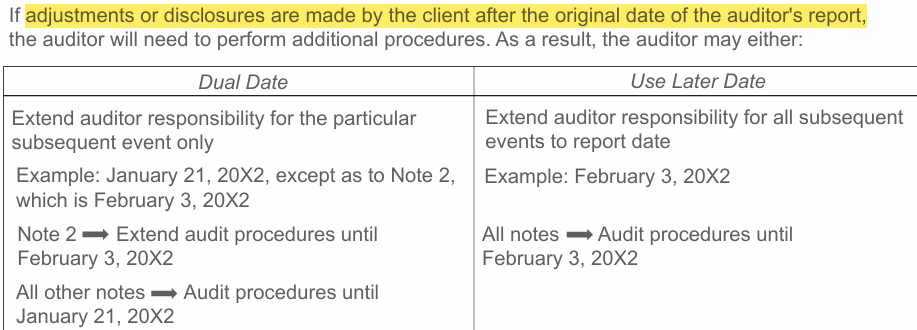 If adjustments or disclosures are made by the client after the original date of the auditor's report,
the auditor will need to perform additional procedures. As a result, the auditor may either:
Dual Date
Extend auditor responsibility for the particular
subsequent event only
Example: January 21, 20X2, except as to Note 2,
which is February 3, 20X2
Note 2 ➡ Extend audit procedures until
February 3, 20X2
All other notes ➡ Audit procedures until
January 21, 20X2
Use Later Date
Extend auditor responsibility for all subsequent
events to report date
Example: February 3, 20X2
All notes ➡ Audit procedures until
February 3, 20X2